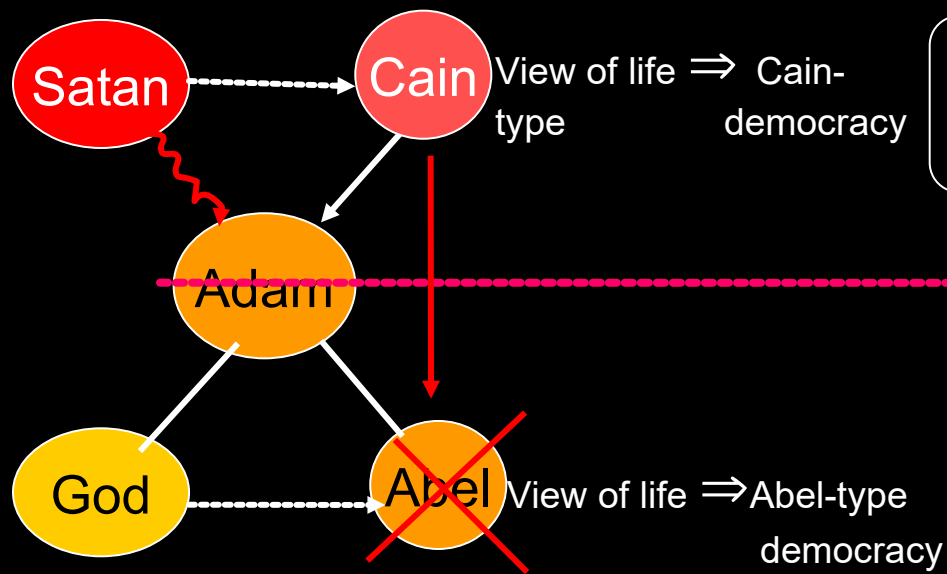 Satan
Cain
View of life ⇒ Cain-
type democracy
Adam
God
Abel
View of life ⇒Abel-type
democracy